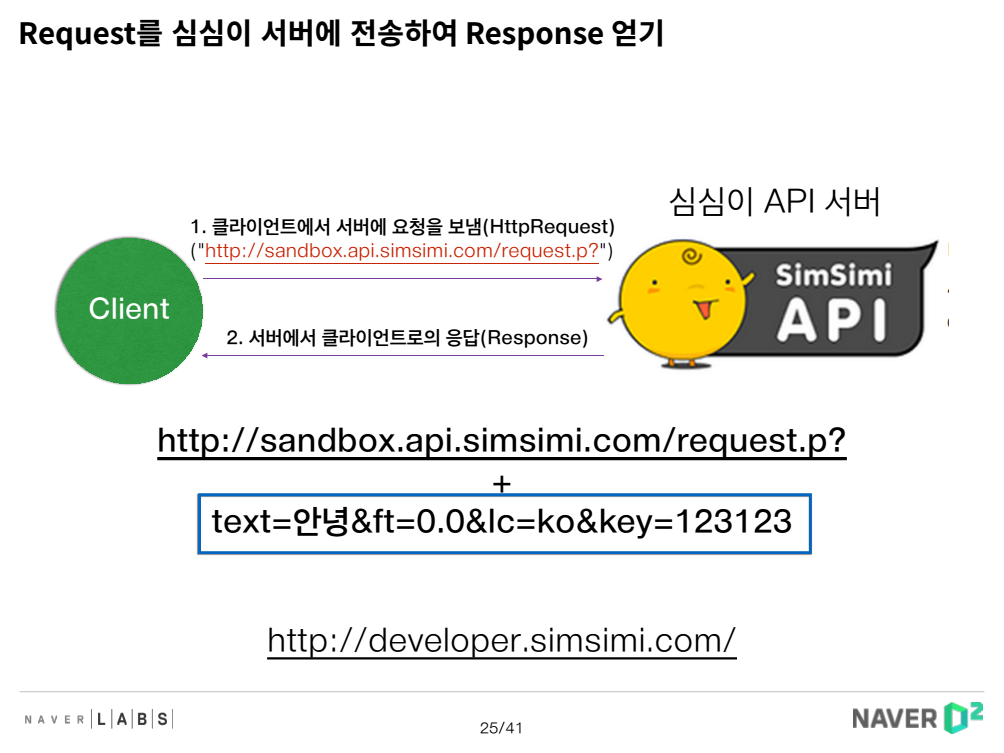 Request를 심심이 서버에 전송하여 Response 얻기
심심이 API 서버
1. 클라이언트에서 서버에 요청을 보냄(HttpRequest)
("http://sandbox.api.simsimi.com/request.p?")
Client
SimSimi
API
2. 서버에서 클라이언트로의 응답(Response)
http://sandbox.api.simsimi.com/request.p?
+
text=안녕&ft=0.0&lc=ko&key=123123
http://developer.simsimi.com/
NAVER LABS
25/41
NAVER D2